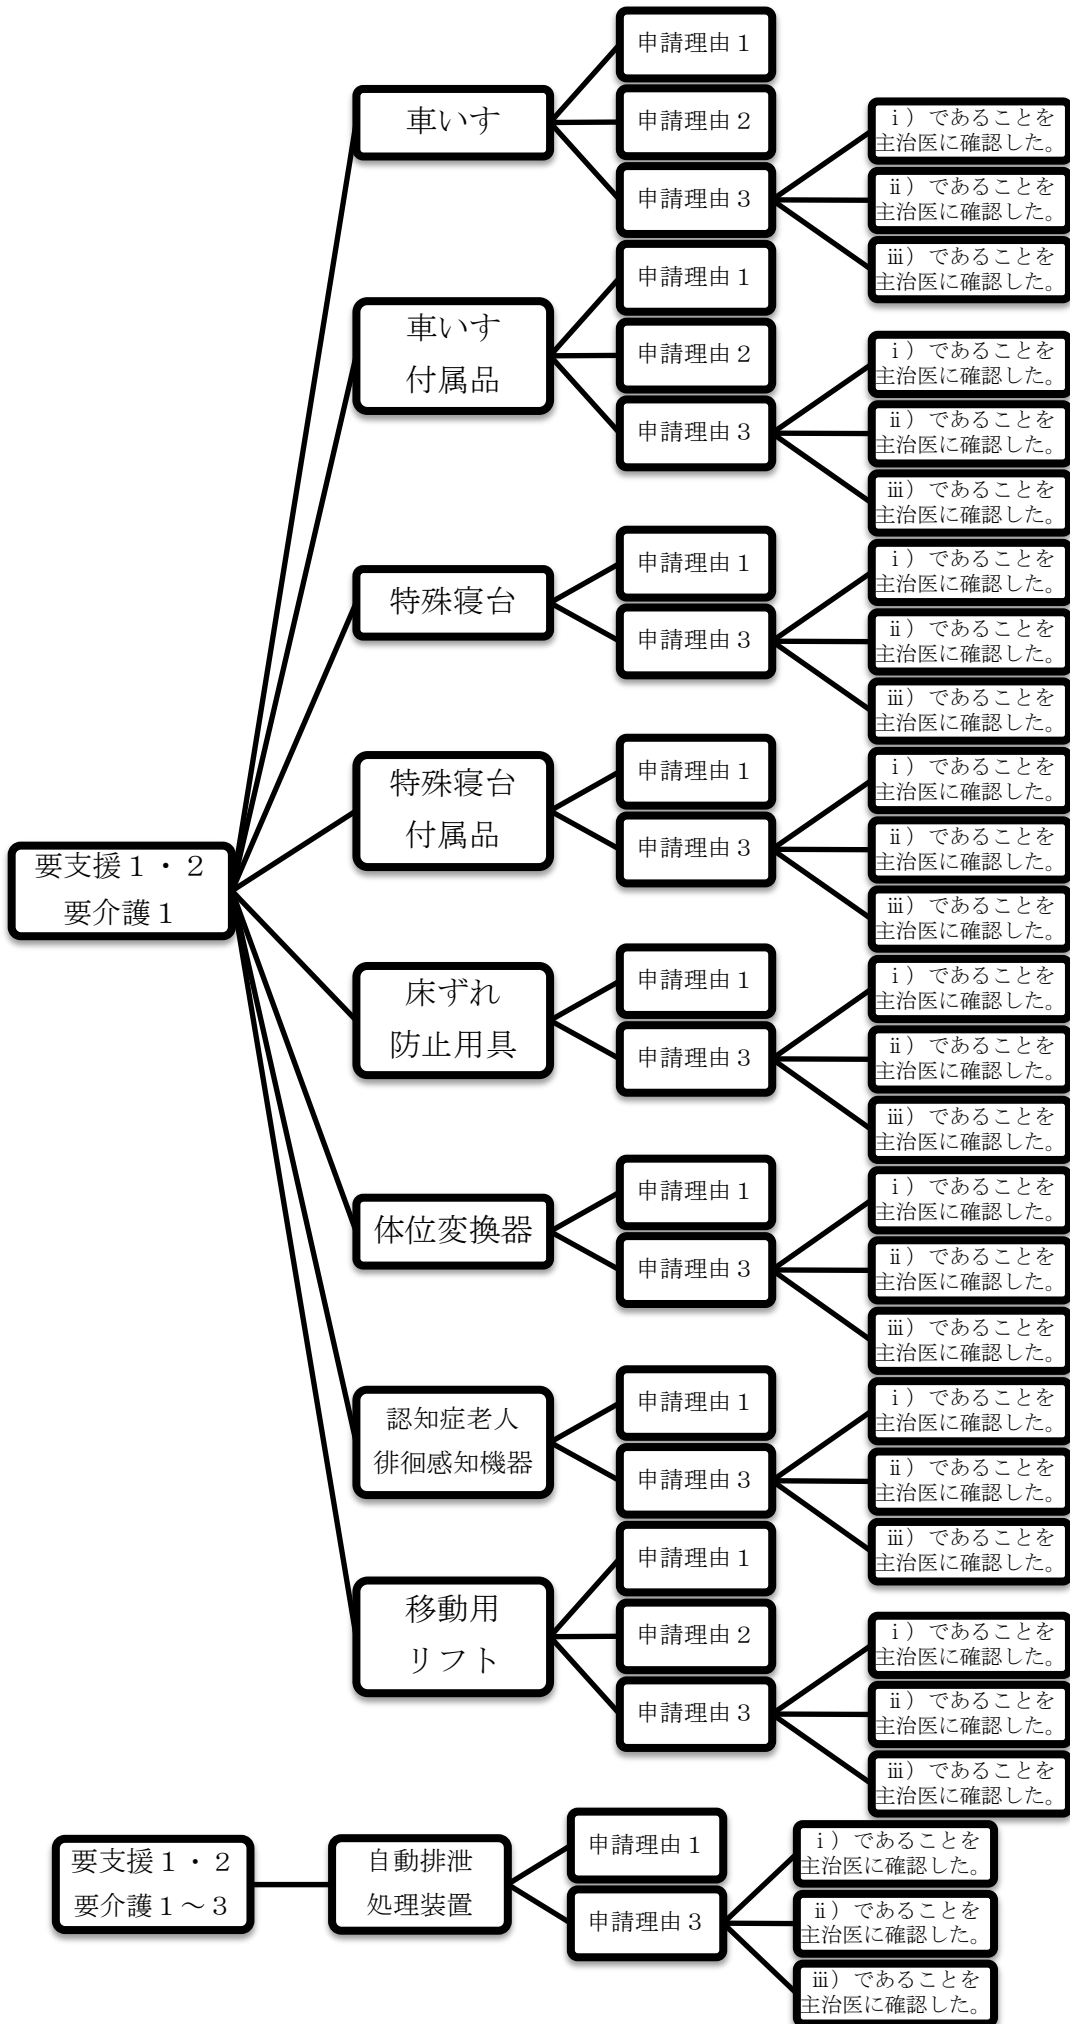 要支援１・２
要介護１
車いす
申請理由１
申請理由２
申請理由３
ⅰ）であることを
主治医に確認した。
ⅱ）であることを
主治医に確認した。
ⅲ）であることを
主治医に確認した。
車いす
付属品
申請理由１
申請理由２
申請理由３
ⅰ）であることを
主治医に確認した。
ⅱ）であることを
主治医に確認した。
ⅲ）であることを
主治医に確認した。
特殊寝台
申請理由１
申請理由３
ⅰ）であることを
主治医に確認した。
ⅱ）であることを
主治医に確認した。
ⅲ）であることを
主治医に確認した。
特殊寝台
付属品
申請理由１
申請理由３
ⅰ）であることを
主治医に確認した。
ⅱ）であることを
主治医に確認した。
ⅲ）であることを
主治医に確認した。
床ずれ
防止用具
申請理由１
申請理由３
ⅰ）であることを
主治医に確認した。
ⅱ）であることを
主治医に確認した。
ⅲ）であることを
主治医に確認した。
体位変換器
申請理由１
申請理由３
ⅰ）であることを
主治医に確認した。
ⅱ）であることを
主治医に確認した。
ⅲ）であることを
主治医に確認した。
認知症老人
徘徊感知機器
申請理由１
申請理由３
ⅰ）であることを
主治医に確認した。
ⅱ）であることを
主治医に確認した。
ⅲ）であることを
主治医に確認した。
移動用
リフト
申請理由１
申請理由２
申請理由３
ⅰ）であることを
主治医に確認した。
ⅱ）であることを
主治医に確認した。
ⅲ）であることを
主治医に確認した。
要支援１・２
要介護１～３
自動排泄
処理装置
申請理由１
申請理由３
ⅰ）であることを
主治医に確認した。
ⅱ）であることを
主治医に確認した。
ⅲ）であることを
主治医に確認した。